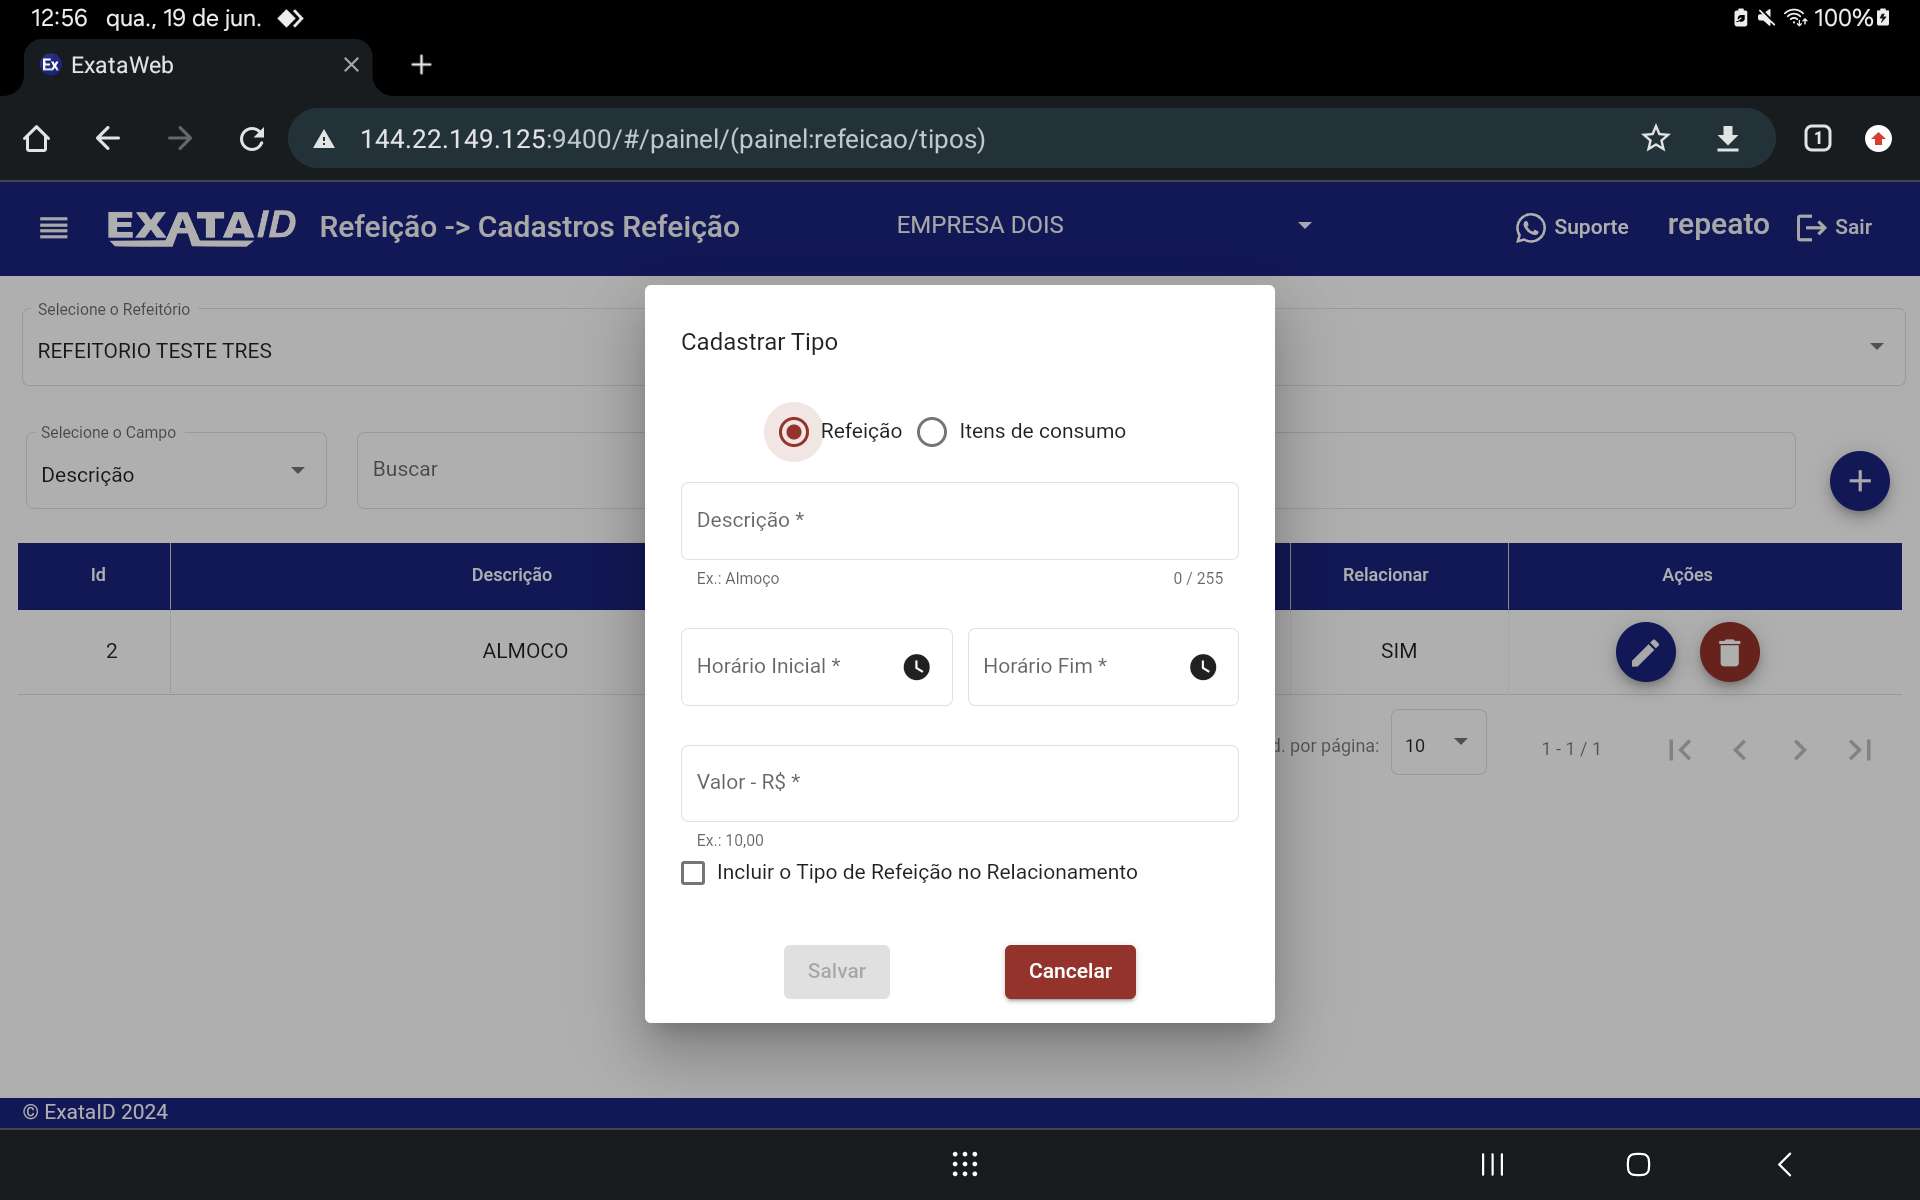 12:56 qua., 19 de jun. 100%
Ex ExataWeb
144.22.149.125:9400/#/painel/(painel:refeicao/tipos) 1
EXATAID Refeição -> Cadastros Refeição EMPRESA DOIS Suporte repeato Sair
Selecione o Refeitório
REFEITORIO TESTE TRES
Cadastrar Tipo
Refeição Itens de consumo
Selecione o Campo
Descrição
Buscar
Descrição *
Ex.: Almoço 0 / 255
Id Descrição Relacionar Ações
2 ALMOCO SIM
Horário Inicial * Horário Fim *
d. por página: 10 1 - 1 / 1
Valor - R$ *
Ex.: 10,00
Incluir o Tipo de Refeição no Relacionamento
Salvar Cancelar
© ExataID 2024